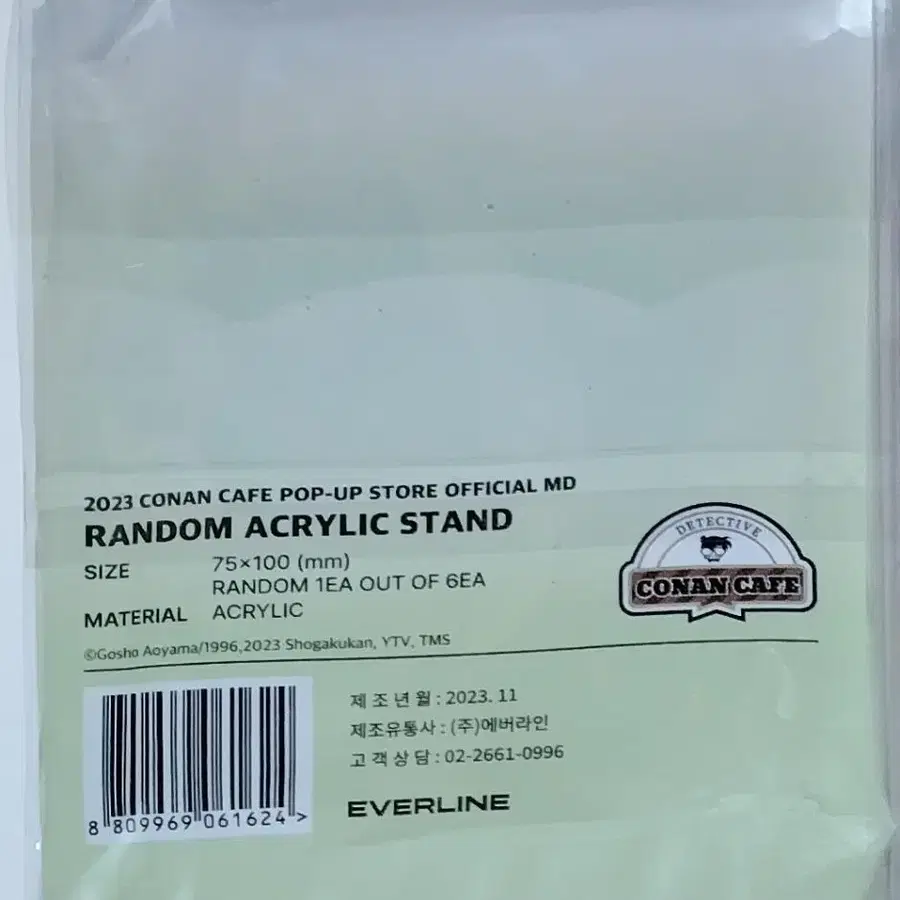 2023 CONAN CAFE POP-UP STORE OFFICIAL MD
RANDOM ACRYLIC STAND
SIZE 75×100 (mm)
RANDOM 1EA OUT OF 6EA
MATERIAL ACRYLIC
©Gosho Aoyama/1996,2023 Shogakukan, YTV, TMS
DETECTIVE
CONAN CAFE
제 조 년 월 : 2023. 11
제조유통사 : (주)에버라인
고 객 상 담 : 02-2661-0996
EVERLINE
8 809969 061624 >